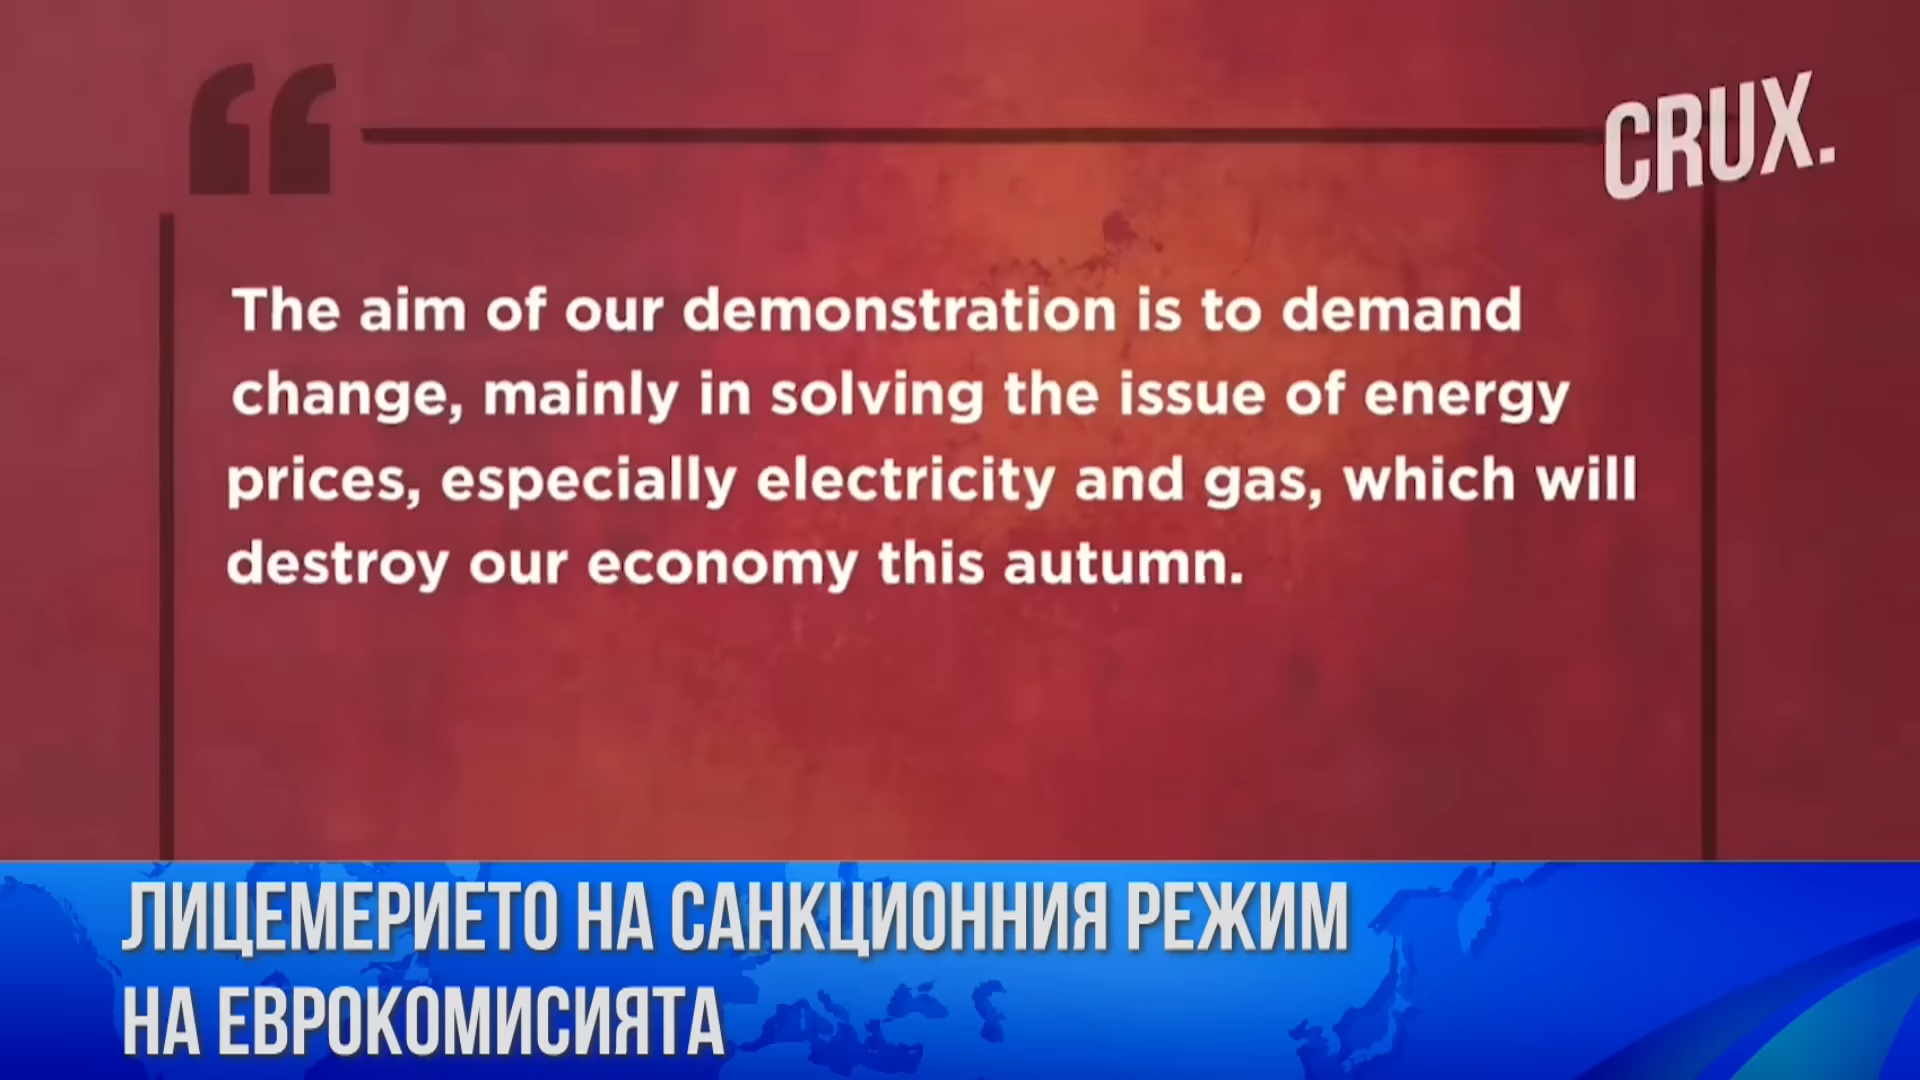 CRUX.
The aim of our demonstration is to demand
change, mainly in solving the issue of energy
prices, especially electricity and gas, which will
destroy our economy this autumn.
ЛИЦЕМЕРИЕТО НА САНКЦИОННИЯ РЕЖИМ
НА ЕВРОКОМИСИЯТА